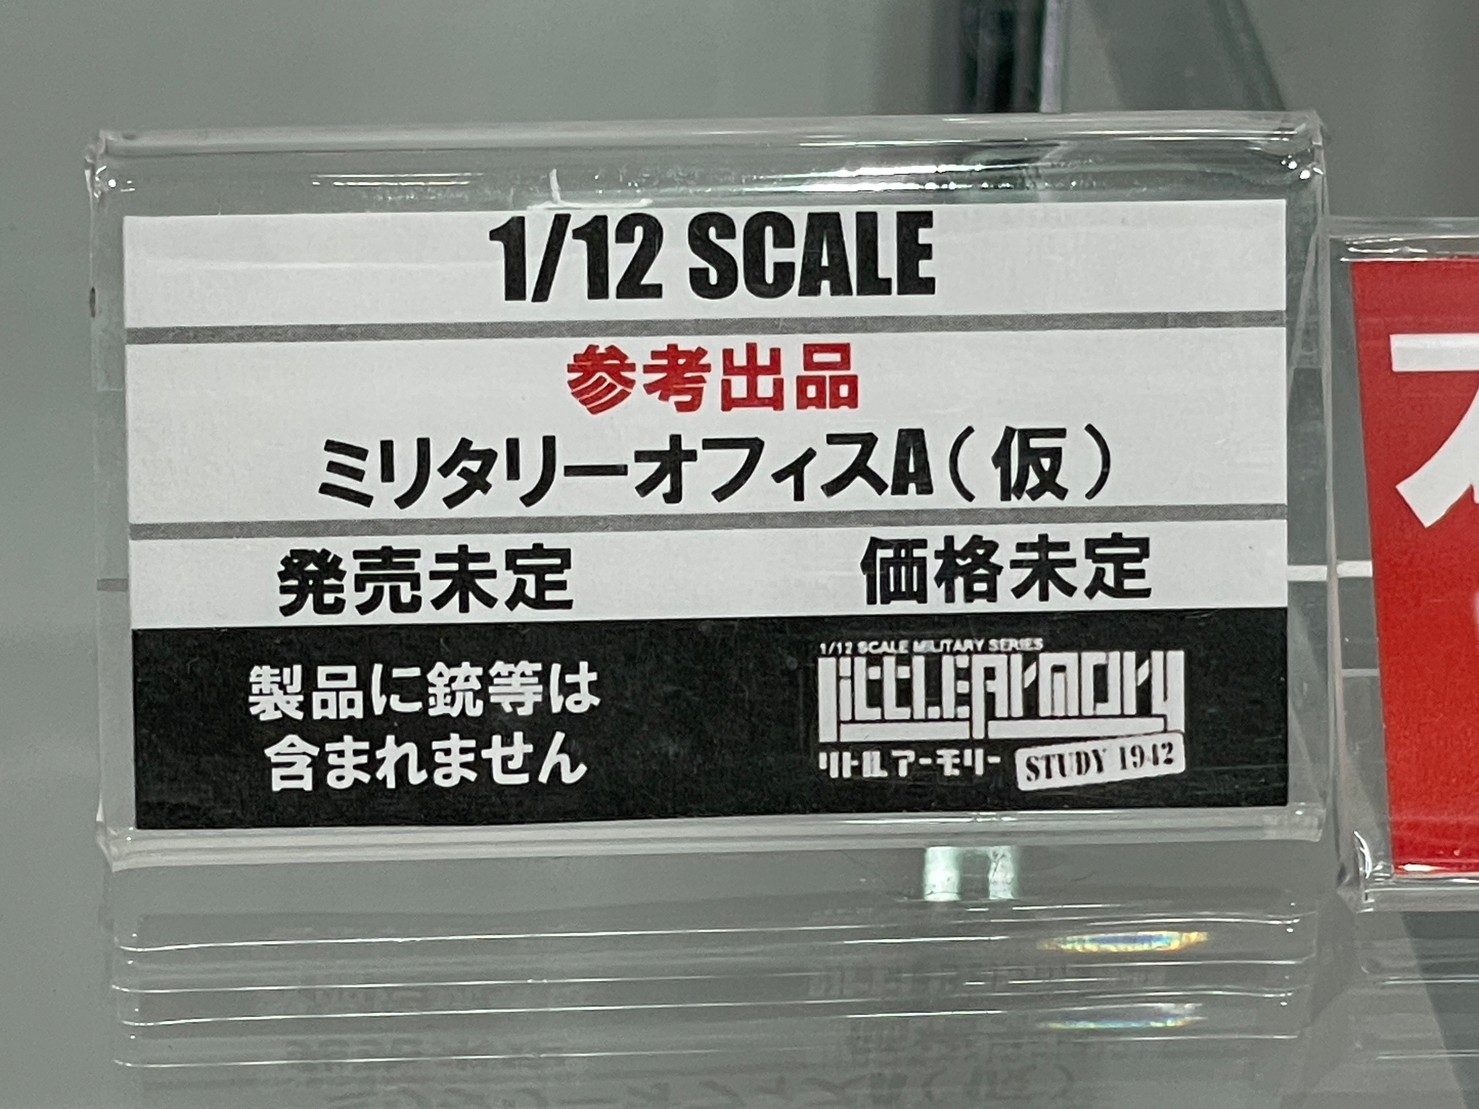 1/12 SCALE
参考出品
ミリタリーオフィスA(仮)
発売未定 価格未定
製品に銃等は
含まれません
1/12 SCALE MILITARY SERIES
LittLEArmOry
リトルアーモリー STUDY 1942